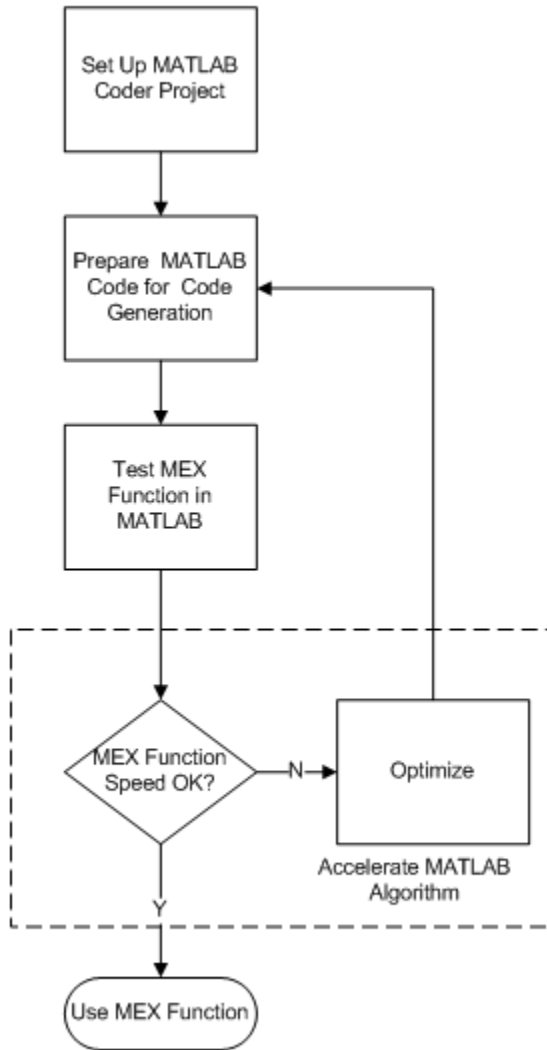 Set Up MATLAB
Coder Project
Prepare MATLAB
Code for Code
Generation
Test MEX
Function in
MATLAB
MEX Function
Speed OK?
N
Optimize
Accelerate MATLAB
Algorithm
Y
Use MEX Function